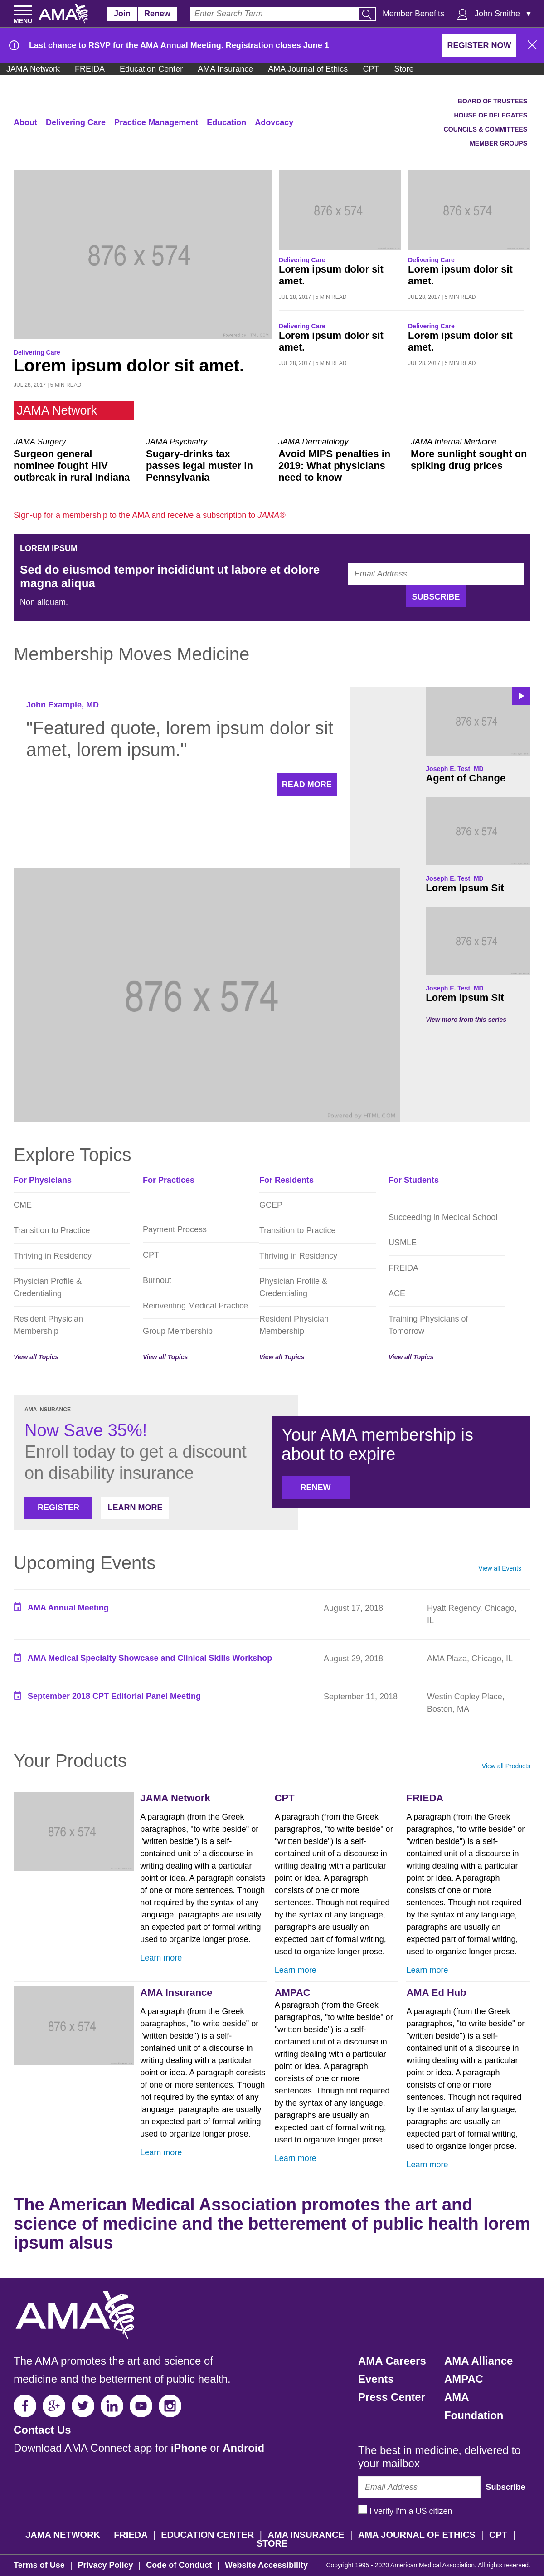 MENU AMA Join Renew Enter Search Term Member Benefits John Smithe ▼
Last chance to RSVP for the AMA Annual Meeting. Registration closes June 1 REGISTER NOW
JAMA Network FREIDA Education Center AMA Insurance AMA Journal of Ethics CPT Store
BOARD OF TRUSTEES
HOUSE OF DELEGATES
About Delivering Care Practice Management Education Adovcacy
COUNCILS & COMMITTEES
MEMBER GROUPS
876 x 574
Powered by HTML.COM
Delivering Care
Lorem ipsum dolor sit amet.
JUL 28, 2017 | 5 MIN READ
876 x 574
Delivering Care
Lorem ipsum dolor sit
amet.
JUL 28, 2017 | 5 MIN READ
876 x 574
Delivering Care
Lorem ipsum dolor sit
amet.
JUL 28, 2017 | 5 MIN READ
Delivering Care
Lorem ipsum dolor sit
amet.
JUL 28, 2017 | 5 MIN READ
Delivering Care
Lorem ipsum dolor sit
amet.
JUL 28, 2017 | 5 MIN READ
JAMA Network
JAMA Surgery
Surgeon general
nominee fought HIV
outbreak in rural Indiana
JAMA Psychiatry
Sugary-drinks tax
passes legal muster in
Pennsylvania
JAMA Dermatology
Avoid MIPS penalties in
2019: What physicians
need to know
JAMA Internal Medicine
More sunlight sought on
spiking drug prices
Sign-up for a membership to the AMA and receive a subscription to JAMA®
LOREM IPSUM
Sed do eiusmod tempor incididunt ut labore et dolore
magna aliqua
Non aliquam.
Email Address
SUBSCRIBE
Membership Moves Medicine
John Example, MD
"Featured quote, lorem ipsum dolor sit
amet, lorem ipsum."
READ MORE
876 x 574
Powered by HTML.COM
876 x 574
Joseph E. Test, MD
Agent of Change
876 x 574
Joseph E. Test, MD
Lorem Ipsum Sit
876 x 574
Joseph E. Test, MD
Lorem Ipsum Sit
View more from this series
Explore Topics
For Physicians
CME
Transition to Practice
Thriving in Residency
Physician Profile &
Credentialing
Resident Physician
Membership
View all Topics
For Practices
Payment Process
CPT
Burnout
Reinventing Medical Practice
Group Membership
View all Topics
For Residents
GCEP
Transition to Practice
Thriving in Residency
Physician Profile &
Credentialing
Resident Physician
Membership
View all Topics
For Students
Succeeding in Medical School
USMLE
FREIDA
ACE
Training Physicians of
Tomorrow
View all Topics
AMA INSURANCE
Now Save 35%!
Enroll today to get a discount
on disability insurance
REGISTER LEARN MORE
Your AMA membership is
about to expire
RENEW
Upcoming Events
View all Events
AMA Annual Meeting August 17, 2018 Hyatt Regency, Chicago,
IL
AMA Medical Specialty Showcase and Clinical Skills Workshop August 29, 2018 AMA Plaza, Chicago, IL
September 2018 CPT Editorial Panel Meeting September 11, 2018 Westin Copley Place,
Boston, MA
Your Products
View all Products
876 x 574
JAMA Network
A paragraph (from the Greek
paragraphos, "to write beside" or
"written beside") is a self-
contained unit of a discourse in
writing dealing with a particular
point or idea. A paragraph consists
of one or more sentences. Though
not required by the syntax of any
language, paragraphs are usually
an expected part of formal writing,
used to organize longer prose.
Learn more
CPT
A paragraph (from the Greek
paragraphos, "to write beside" or
"written beside") is a self-
contained unit of a discourse in
writing dealing with a particular
point or idea. A paragraph
consists of one or more
sentences. Though not required
by the syntax of any language,
paragraphs are usually an
expected part of formal writing,
used to organize longer prose.
Learn more
FRIEDA
A paragraph (from the Greek
paragraphos, "to write beside" or
"written beside") is a self-
contained unit of a discourse in
writing dealing with a particular
point or idea. A paragraph
consists of one or more
sentences. Though not required
by the syntax of any language,
paragraphs are usually an
expected part of formal writing,
used to organize longer prose.
Learn more
876 x 574
AMA Insurance
A paragraph (from the Greek
paragraphos, "to write beside" or
"written beside") is a self-
contained unit of a discourse in
writing dealing with a particular
point or idea. A paragraph consists
of one or more sentences. Though
not required by the syntax of any
language, paragraphs are usually
an expected part of formal writing,
used to organize longer prose.
Learn more
AMPAC
A paragraph (from the Greek
paragraphos, "to write beside" or
"written beside") is a self-
contained unit of a discourse in
writing dealing with a particular
point or idea. A paragraph
consists of one or more
sentences. Though not required
by the syntax of any language,
paragraphs are usually an
expected part of formal writing,
used to organize longer prose.
Learn more
AMA Ed Hub
A paragraph (from the Greek
paragraphos, "to write beside" or
"written beside") is a self-
contained unit of a discourse in
writing dealing with a particular
point or idea. A paragraph
consists of one or more
sentences. Though not required
by the syntax of any language,
paragraphs are usually an
expected part of formal writing,
used to organize longer prose.
Learn more
The American Medical Association promotes the art and
science of medicine and the betterement of public health lorem
ipsum alsus
AMA
The AMA promotes the art and science of
medicine and the betterment of public health.
Contact Us
Download AMA Connect app for iPhone or Android
AMA Careers
Events
Press Center
AMA Alliance
AMPAC
AMA
Foundation
The best in medicine, delivered to
your mailbox
Email Address Subscribe
I verify I'm a US citizen
JAMA NETWORK | FRIEDA | EDUCATION CENTER | AMA INSURANCE | AMA JOURNAL OF ETHICS | CPT |
STORE
Terms of Use | Privacy Policy | Code of Conduct | Website Accessibility Copyright 1995 - 2020 American Medical Association. All rights reserved.